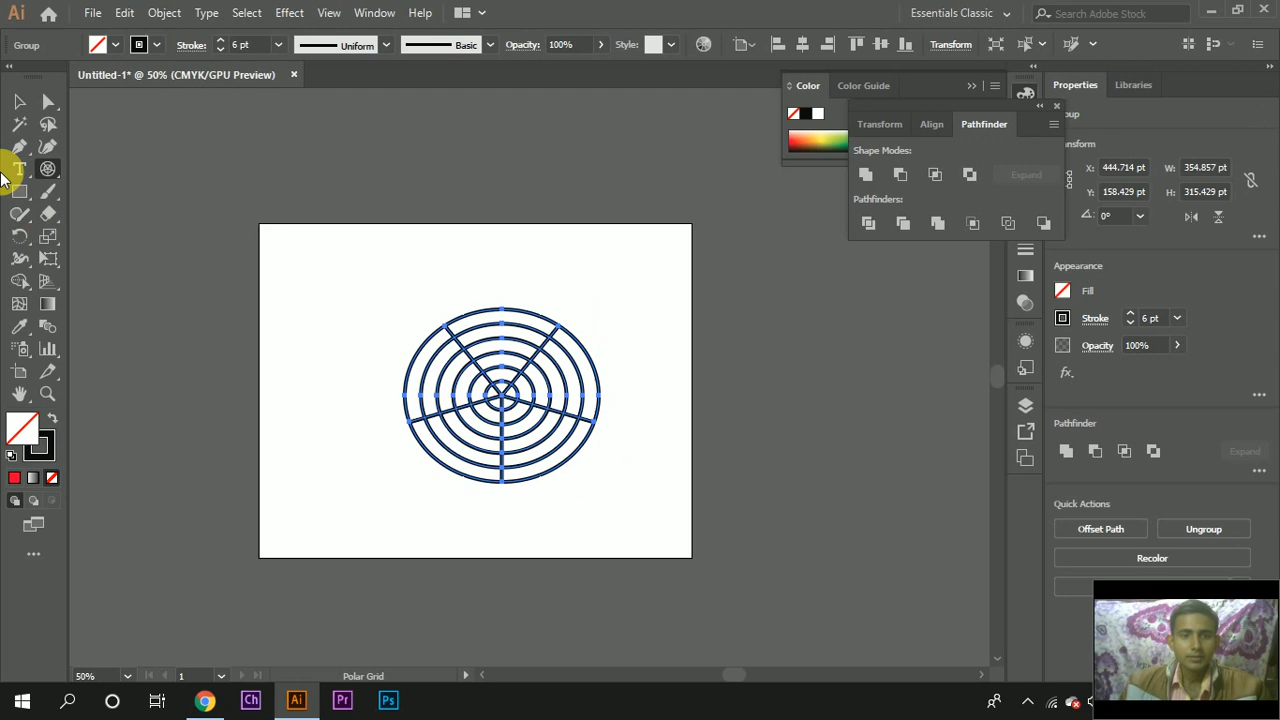 Ai File Edit Object Type Select Effect View Window Help Essentials Classic Search Adobe Stock
Group Stroke: 6 pt Uniform Basic Opacity: 100% Style: Transform
Untitled-1* @ 50% (CMYK/GPU Preview)
Color Color Guide
Properties Libraries
Transform Align Pathfinder
Shape Modes:
Expand
Pathfinders:
X: 444.714 pt W: 354.857 pt
Y: 158.429 pt H: 315.429 pt
0°
Appearance
Fill
Stroke 6 pt
Opacity 100%
fx
Pathfinder
Expand
Quick Actions
Offset Path Ungroup
Recolor
50% 1 Polar Grid
Ch Ai Pr Ps